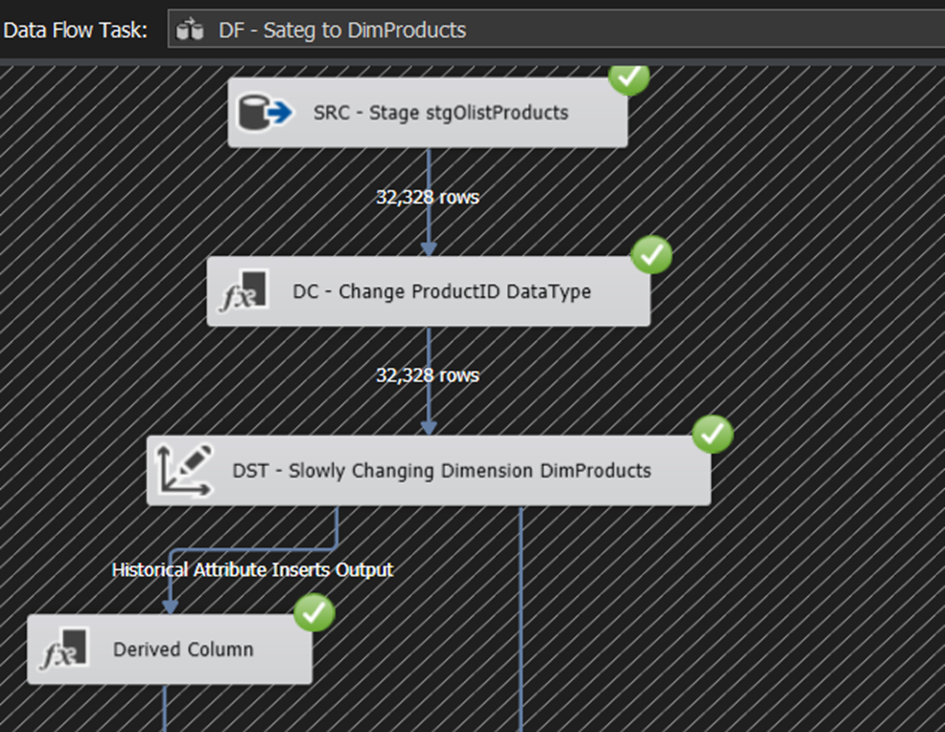 Data Flow Task: DF - Sateg to DimProducts
SRC - Stage stgOlistProducts
32,328 rows
DC - Change ProductID DataType
32,328 rows
DST - Slowly Changing Dimension DimProducts
Historical Attribute Inserts Output
Derived Column